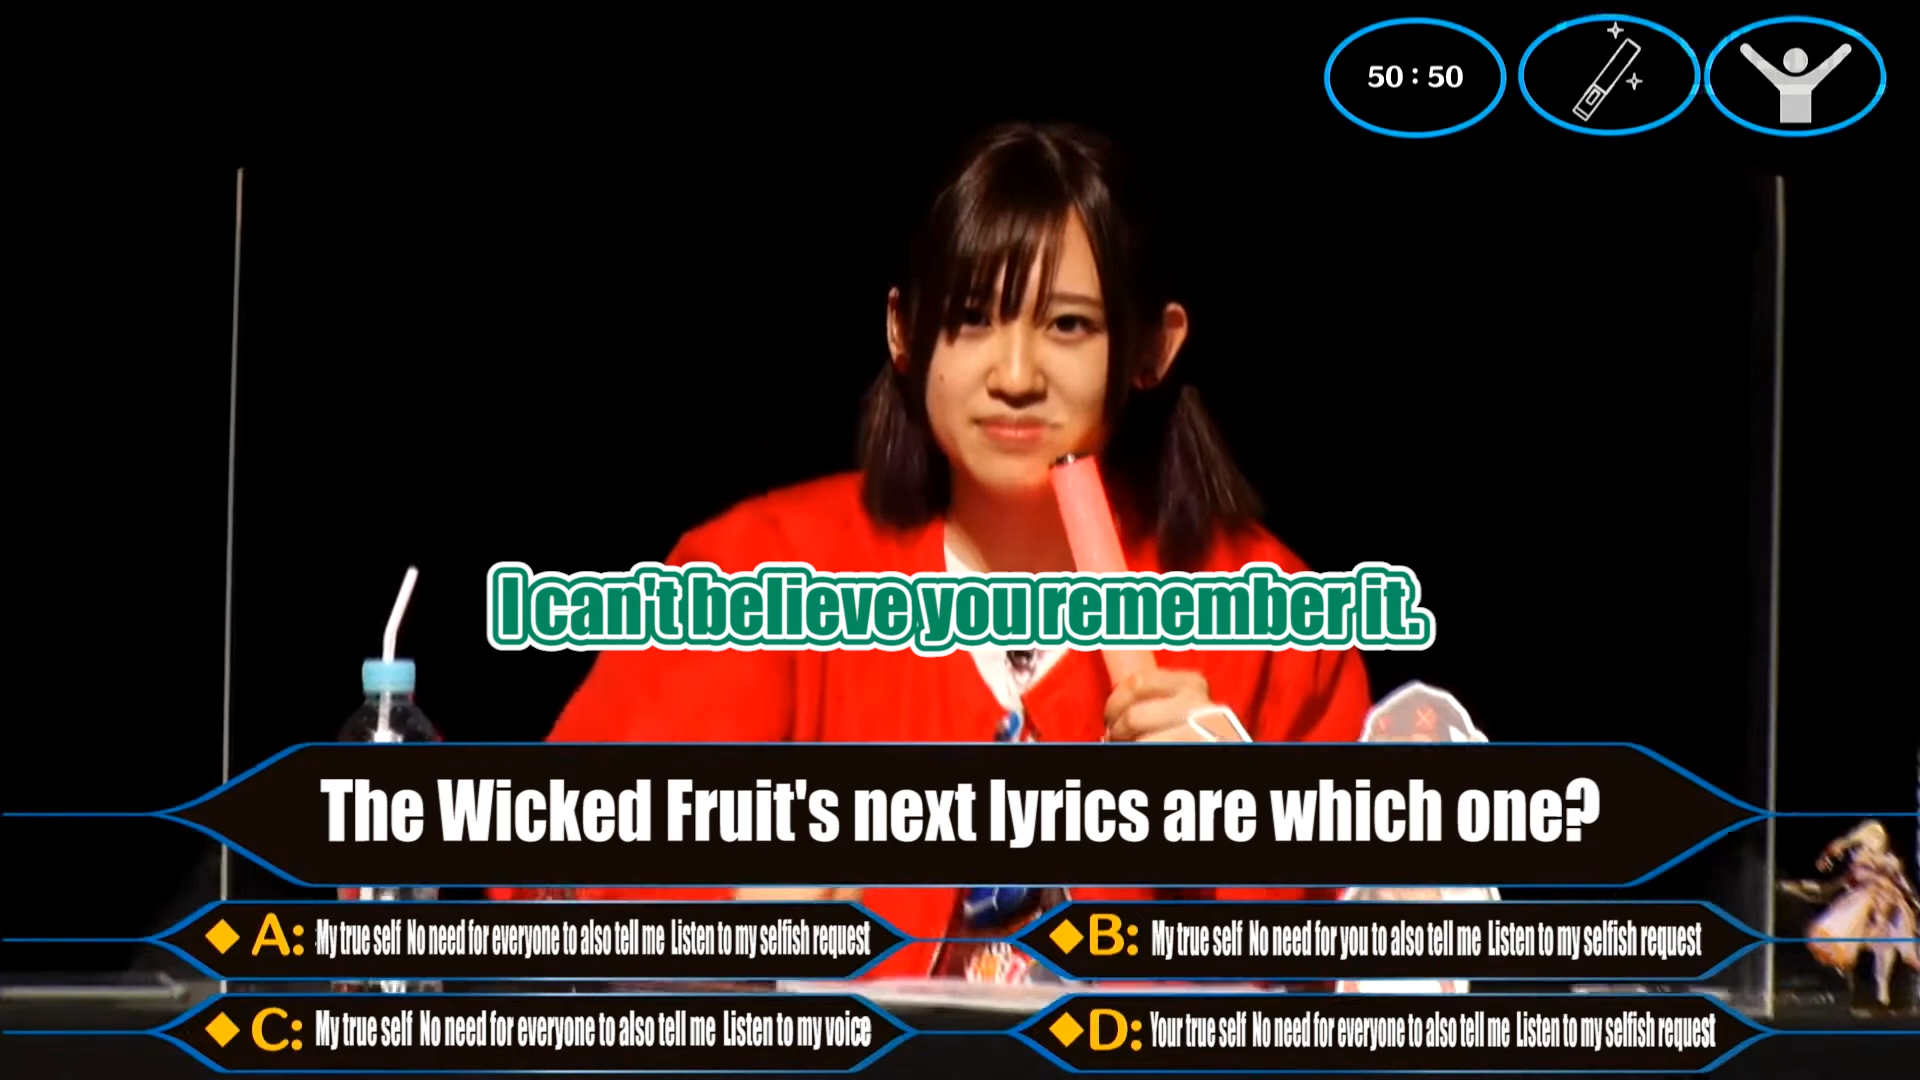 50 : 50
I can't believe you remember it.
The Wicked Fruit's next lyrics are which one?
A: My true self No need for everyone to also tell me Listen to my selfish request
B: My true self No need for you to also tell me Listen to my selfish request
C: My true self No need for everyone to also tell me Listen to my voice
D: Your true self No need for everyone to also tell me Listen to my selfish request